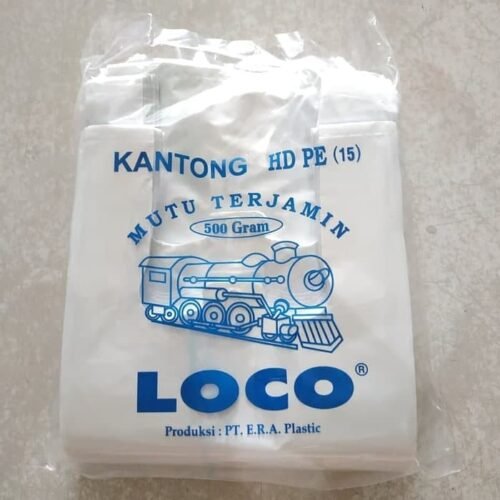 KANTONG HD PE (15)
MUTU TERJAMIN
500 Gram
LOCO ®
Produksi : PT. E.R.A. Plastic